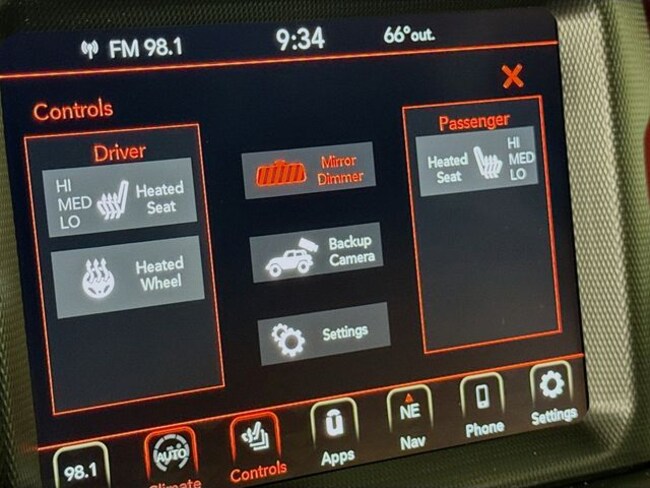 FM 98.1 9:34 66°out.
Controls
Driver
HI
MED
LO
Heated
Seat
Heated
Wheel
Mirror
Dimmer
Backup
Camera
Settings
Passenger
Heated
Seat
HI
MED
LO
98.1
AUTO
Climate
Controls
Apps
NE
Nav
Phone
Settings